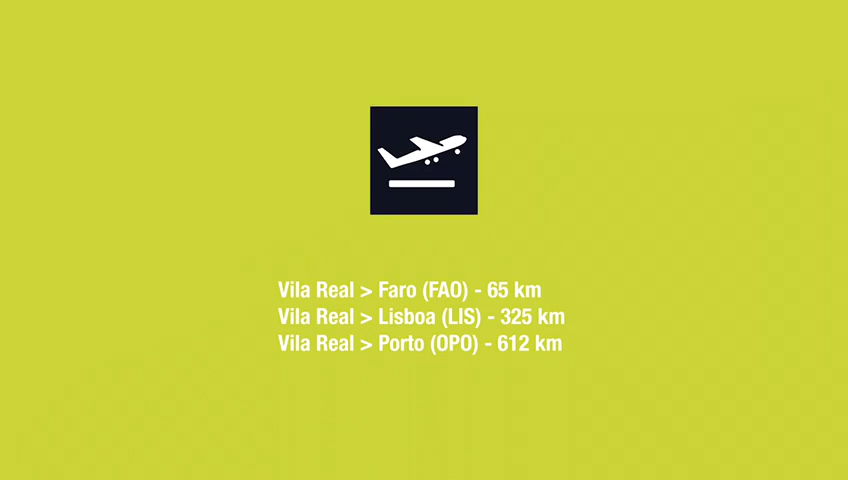 Vila Real > Faro (FAO) - 65 km
Vila Real > Lisboa (LIS) - 325 km
Vila Real > Porto (OPO) - 612 km